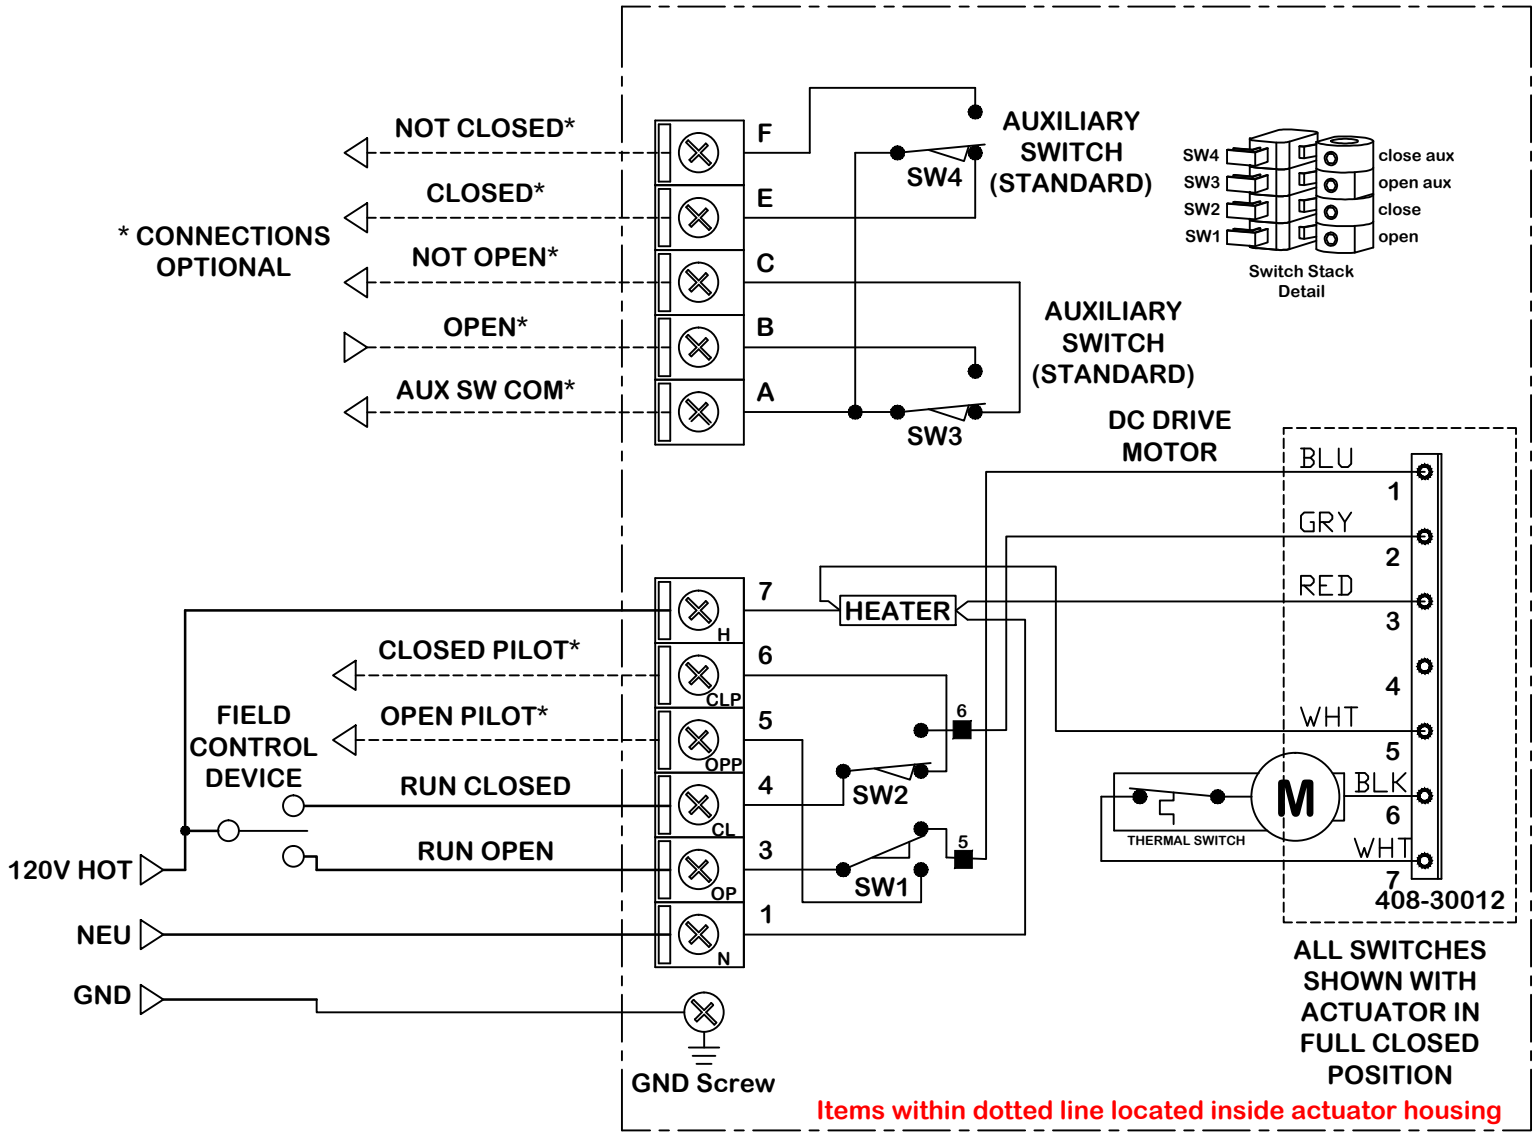 NOT CLOSED*
F
CLOSED*
E
* CONNECTIONS
OPTIONAL
NOT OPEN*
C
OPEN*
B
AUX SW COM*
A
SW4
AUXILIARY
SWITCH
(STANDARD)
SW4
SW3
SW2
SW1
close aux
open aux
close
open
Switch Stack
Detail
AUXILIARY
SWITCH
(STANDARD)
SW3
DC DRIVE
MOTOR
BLU
1
GRY
2
RED
3
4
WHT
5
BLK
6
WHT
7
408-30012
M
THERMAL SWITCH
HEATER
7
H
CLOSED PILOT*
6
CLP
OPEN PILOT*
5
OPP
FIELD
CONTROL
DEVICE
RUN CLOSED
4
CL
RUN OPEN
3
OP
1
N
6
SW2
5
SW1
120V HOT
NEU
GND
GND Screw
ALL SWITCHES
SHOWN WITH
ACTUATOR IN
FULL CLOSED
POSITION
Items within dotted line located inside actuator housing